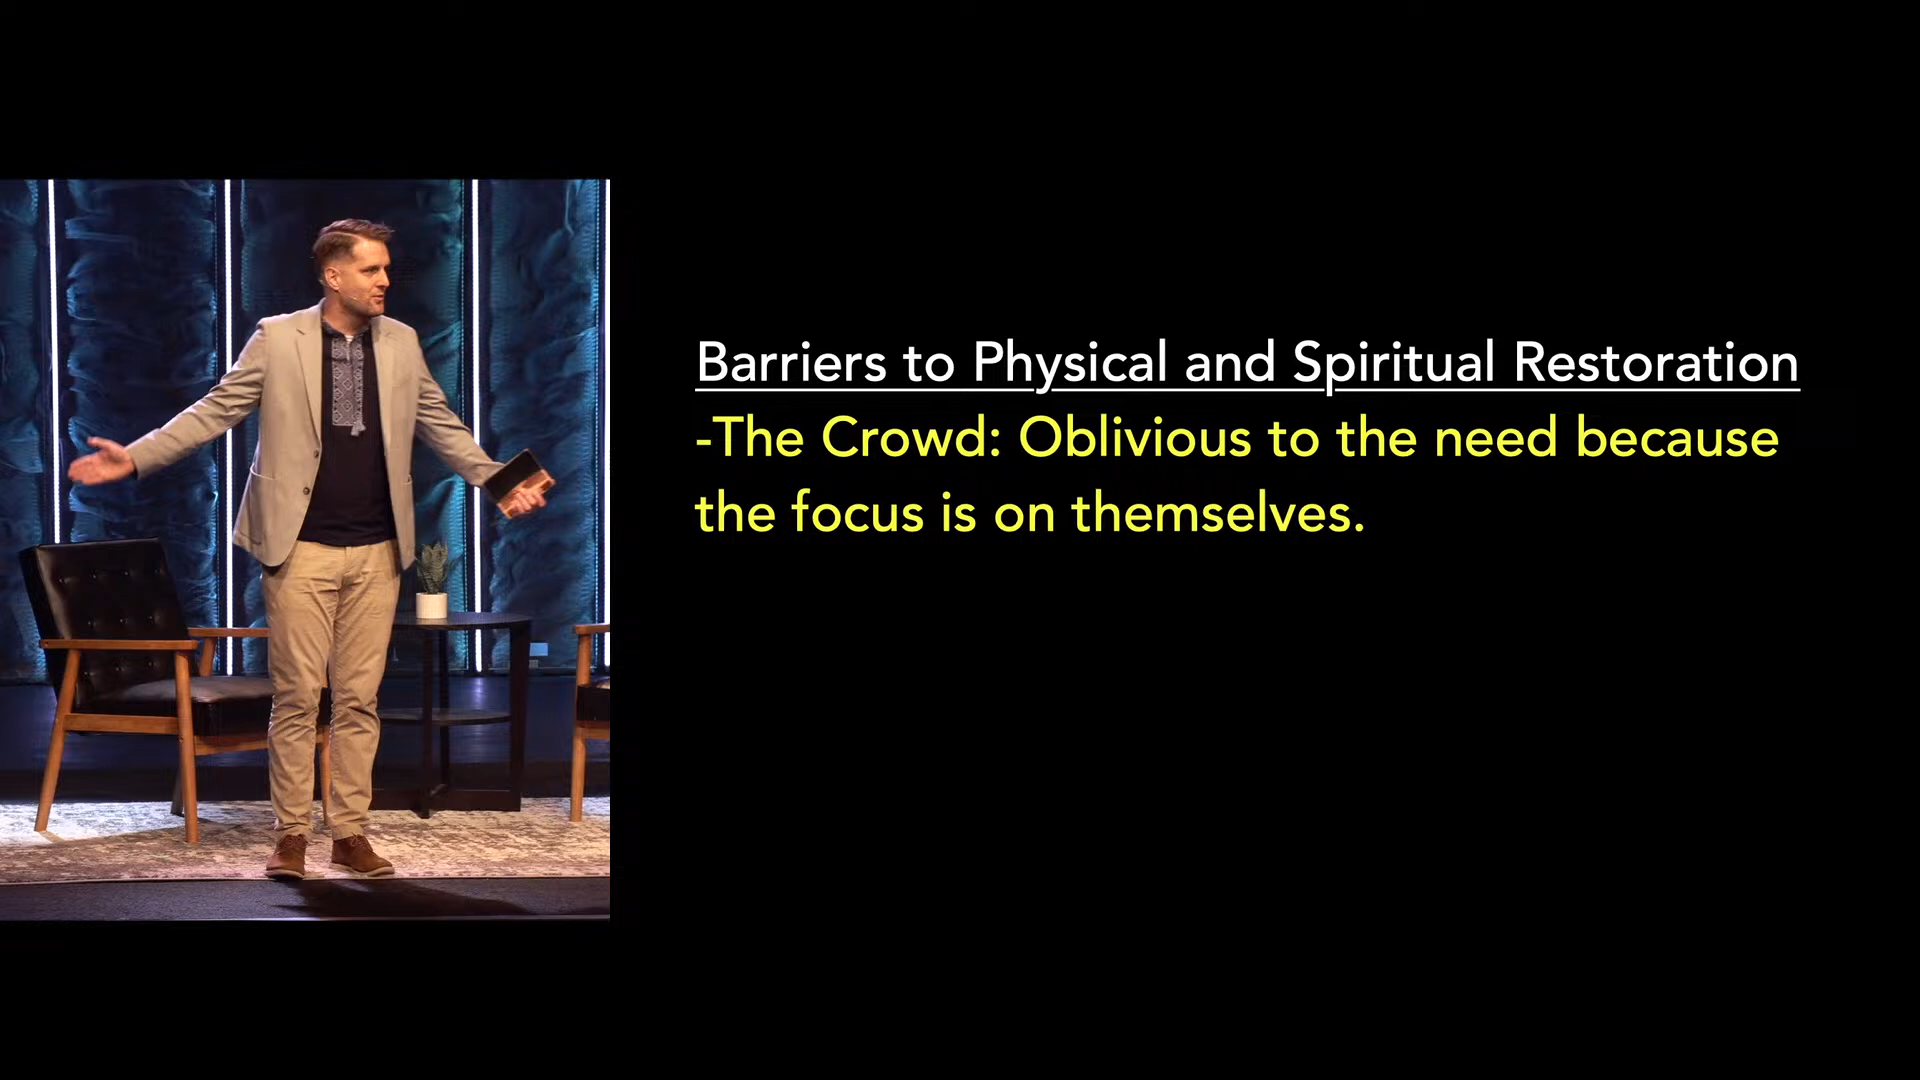 Barriers to Physical and Spiritual Restoration
-The Crowd: Oblivious to the need because
the focus is on themselves.